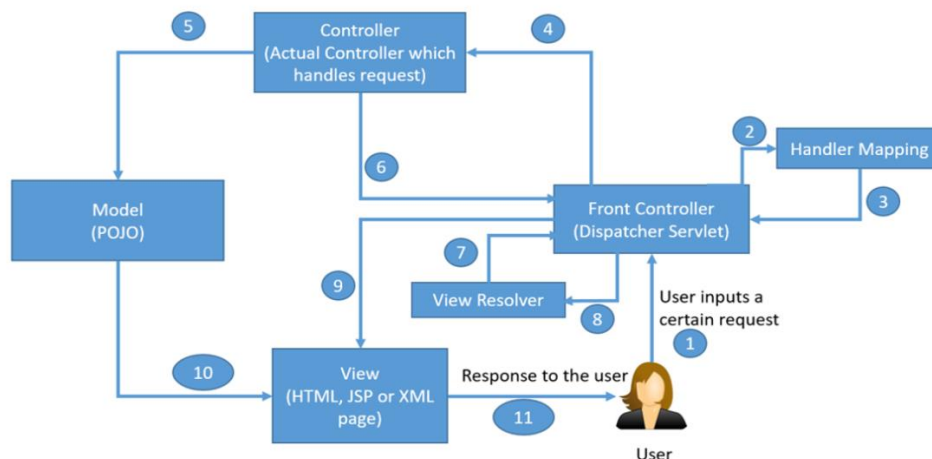 5
Controller
(Actual Controller which
handles request)
4
2
Handler Mapping
6
Model
(POJO)
Front Controller
(Dispatcher Servlet)
3
7
9
View Resolver
8
User inputs a
certain request
1
10
View
(HTML, JSP or XML
page)
Response to the user
11
User